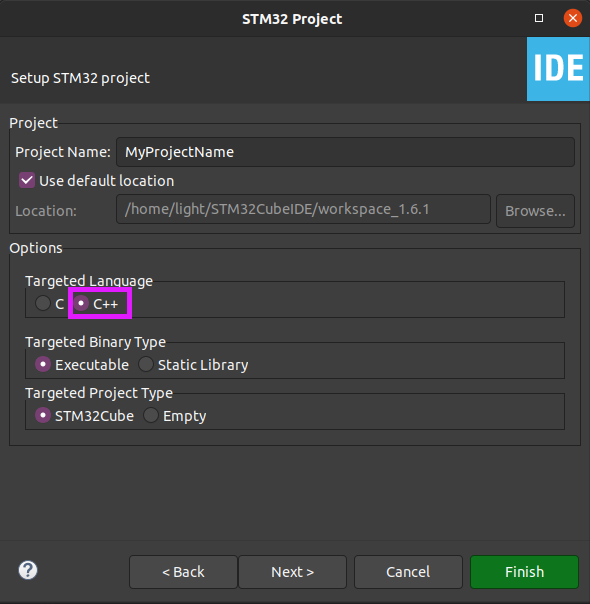 STM32 Project
Setup STM32 project
IDE
Project
Project Name: MyProjectName
Use default location
Location: /home/light/STM32CubeIDE/workspace_1.6.1 Browse...
Options
Targeted Language
C C++
Targeted Binary Type
Executable Static Library
Targeted Project Type
STM32Cube Empty
? < Back Next > Cancel Finish